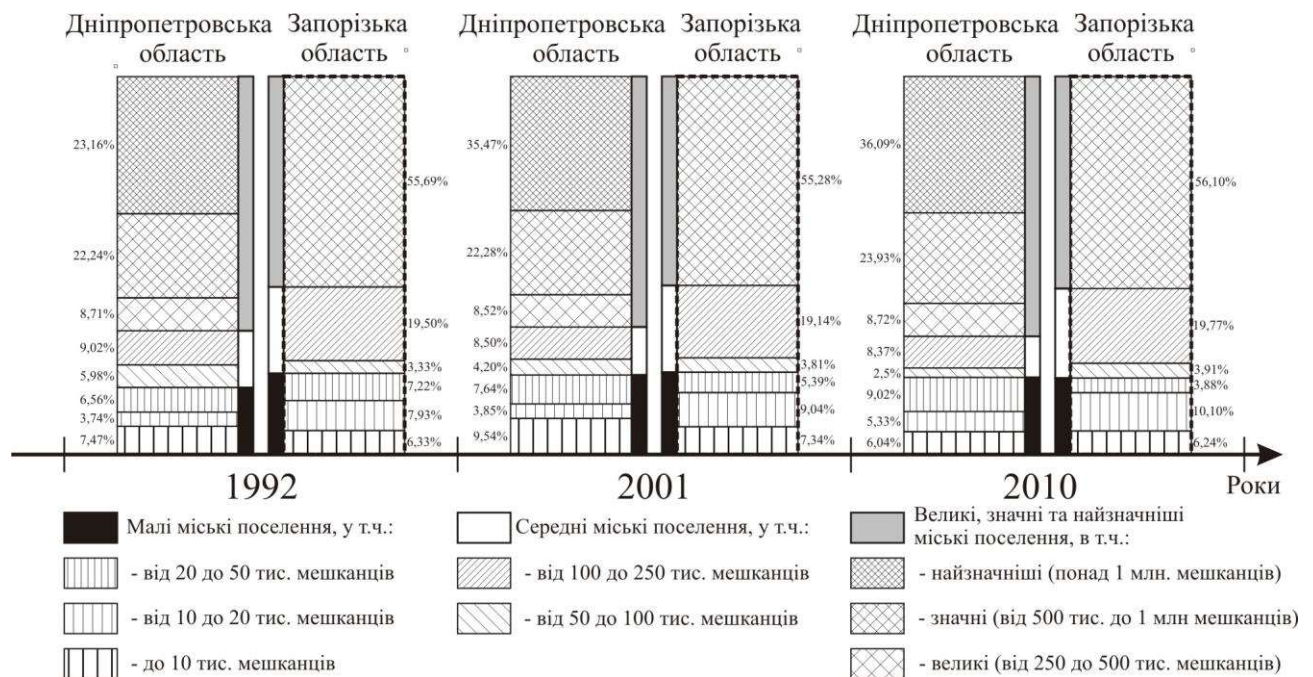 Дніпропетровська область
Запорізька область
Дніпропетровська область
Запорізька область
Дніпропетровська область
Запорізька область
23,16%
22,24%
8,71%
9,02%
5,98%
6,56%
3,74%
7,47%
55,69%
19,50%
3,33%
7,22%
7,93%
6,33%
35,47%
22,28%
8,52%
8,50%
4,20%
7,64%
3,85%
9,54%
55,28%
19,14%
3,81%
5,39%
9,04%
7,34%
36,09%
23,93%
8,72%
8,37%
2,5%
9,02%
5,33%
6,04%
56,10%
19,77%
3,91%
3,88%
10,10%
6,24%
1992
2001
2010
Роки
Малі міські поселення, у т.ч.:
- від 20 до 50 тис. мешканців
- від 10 до 20 тис. мешканців
- до 10 тис. мешканців
Середні міські поселення, у т.ч.:
- від 100 до 250 тис. мешканців
- від 50 до 100 тис. мешканців
Великі, значні та найзначніші
міські поселення, в т.ч.:
- найзначніші (понад 1 млн. мешканців)
- значні (від 500 тис. до 1 млн мешканців)
- великі (від 250 до 500 тис. мешканців)